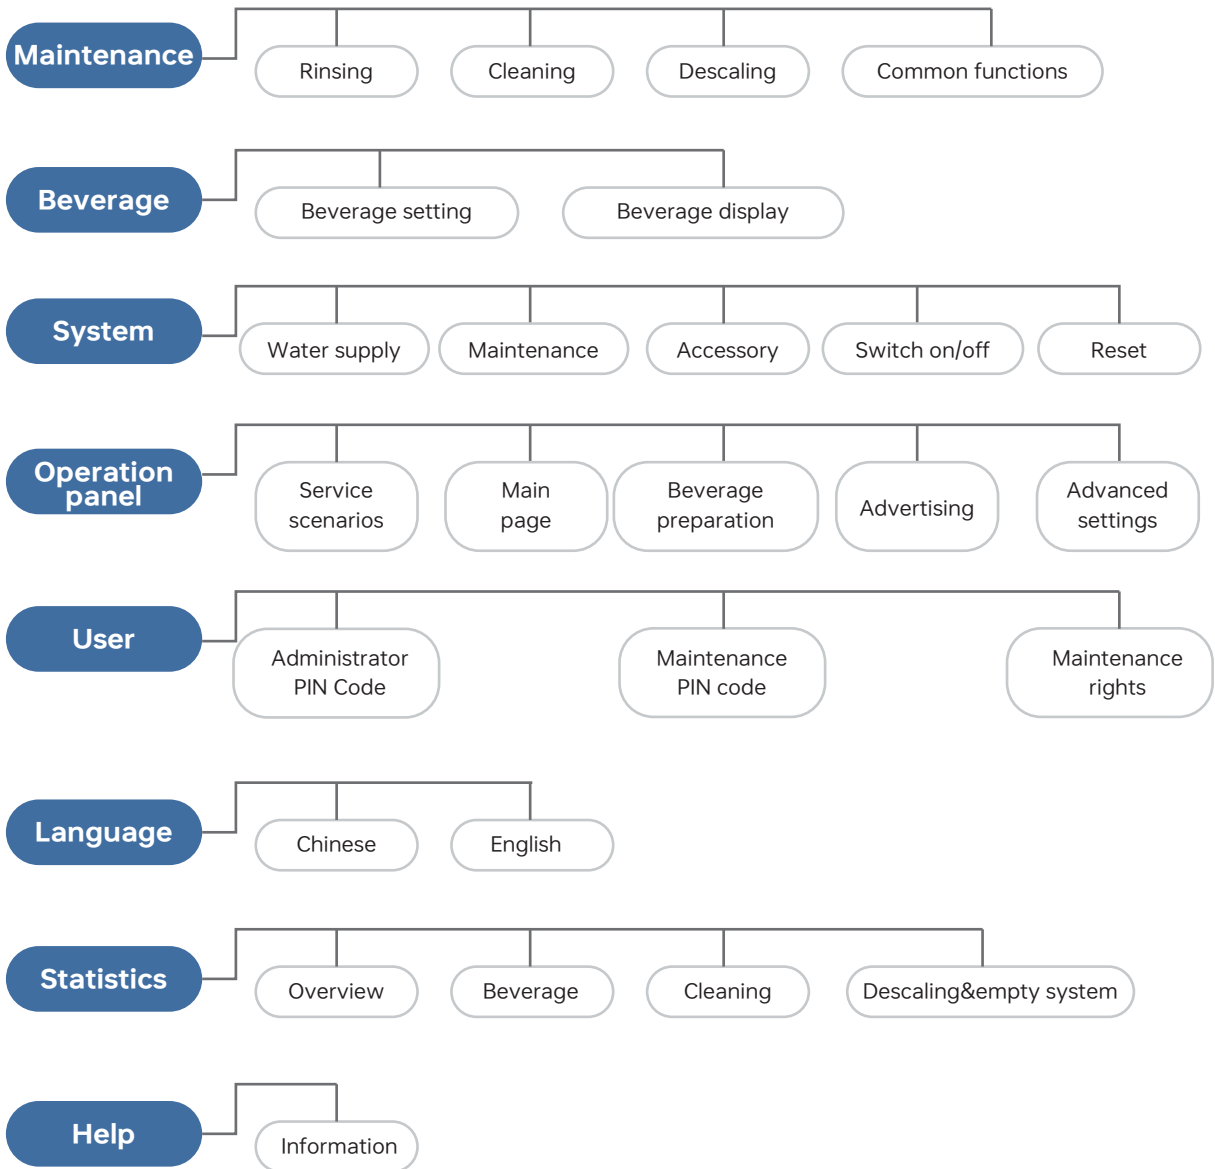 Maintenance
Rinsing
Cleaning
Descaling
Common functions
Beverage
Beverage setting
Beverage display
System
Water supply
Maintenance
Accessory
Switch on/off
Reset
Operation
panel
Service
scenarios
Main
page
Beverage
preparation
Advertising
Advanced
settings
User
Administrator
PIN Code
Maintenance
PIN code
Maintenance
rights
Language
Chinese
English
Statistics
Overview
Beverage
Cleaning
Descaling&empty system
Help
Information